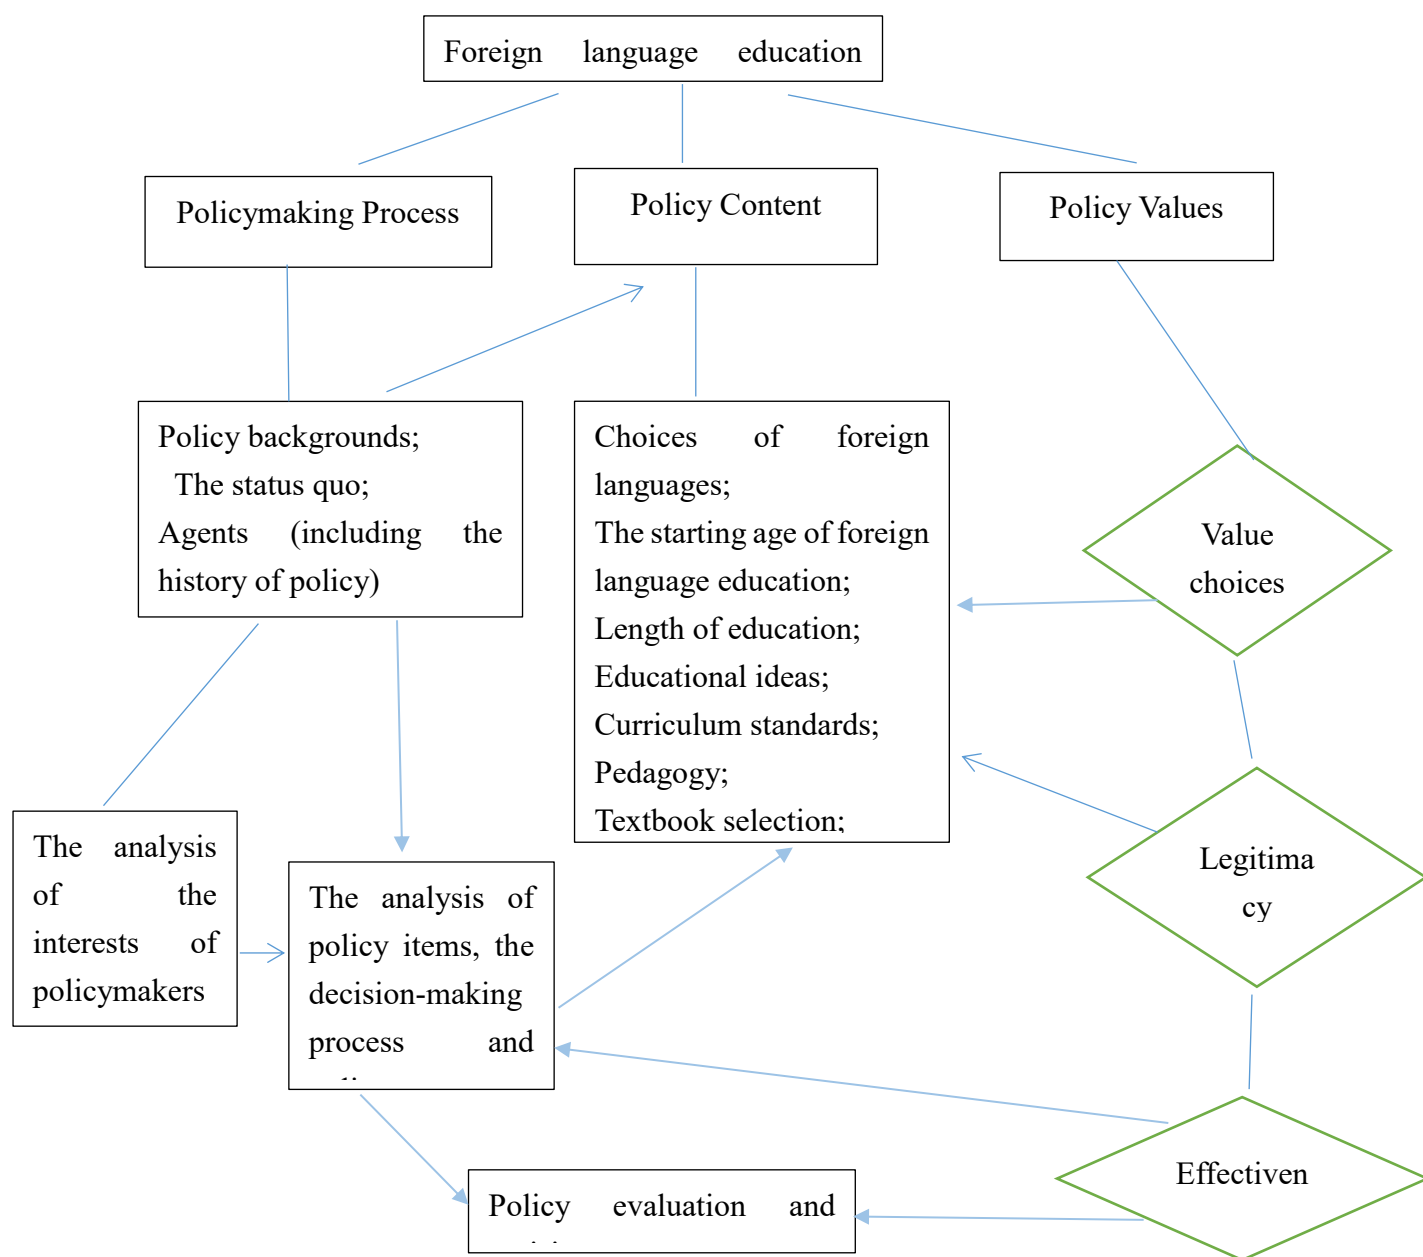 Foreign language education
Policymaking Process
Policy Content
Policy Values
Policy backgrounds;
The status quo;
Agents (including the
history of policy)
Choices of foreign
languages;
The starting age of foreign
language education;
Length of education;
Educational ideas;
Curriculum standards;
Pedagogy;
Textbook selection;
Value
choices
The analysis
of the
interests of
policymakers
The analysis of
policy items, the
decision-making
process and
Legitima
cy
Effectiven
Policy evaluation and